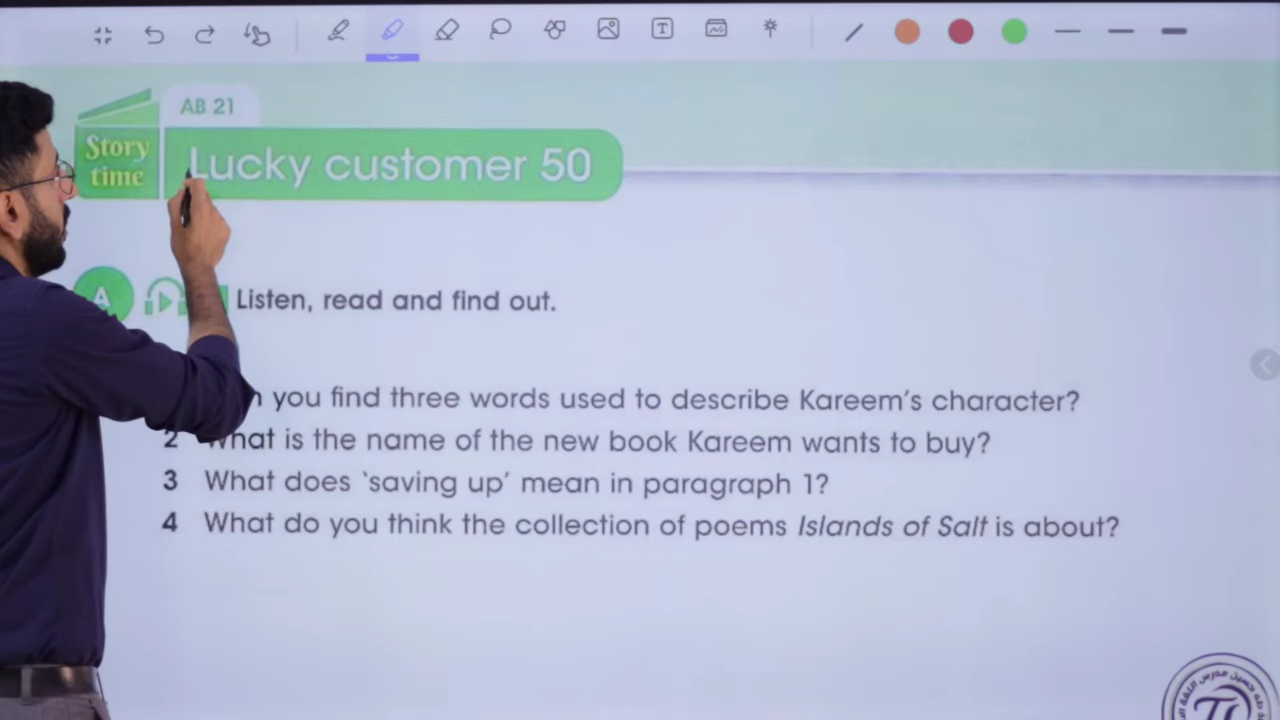 AB 21
Story
time
Lucky customer 50
A
Listen, read and find out.
you find three words used to describe Kareem's character?
2 What is the name of the new book Kareem wants to buy?
3 What does 'saving up' mean in paragraph 1?
4 What do you think the collection of poems Islands of Salt is about?